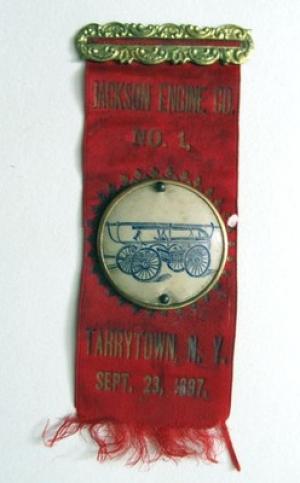 JACKSON ENGINE CO.
NO. 1,
TARRYTOWN, N. Y.
SEPT. 23, 1897.